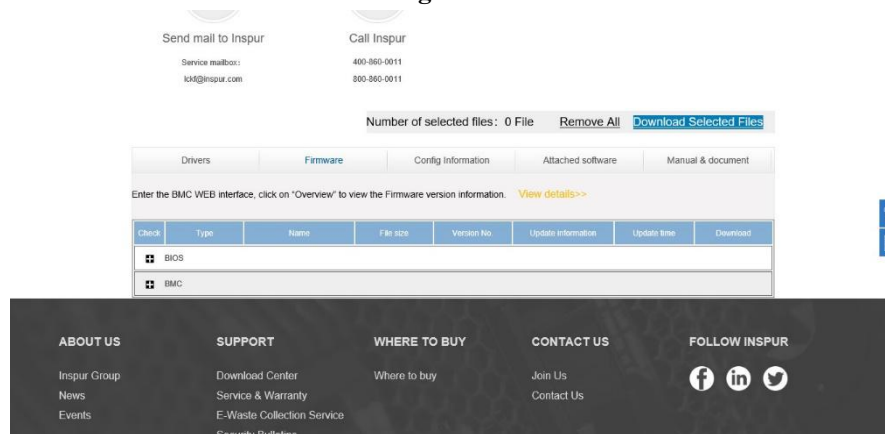 Send mail to Inspur Call Inspur
Service mailbox: 400-860-0011
lckf@inspur.com 800-860-0011
Number of selected files: 0 File Remove All Download Selected Files
Drivers Firmware Config Information Attached software Manual & document
Enter the BMC WEB interface, click on "Overview" to view the Firmware version information. View details>>
Check Type Name File size Version No. Update information Update time Download
BIOS
BMC
ABOUT US SUPPORT WHERE TO BUY CONTACT US FOLLOW INSPUR
Inspur Group Download Center Where to buy Join Us
News Service & Warranty Contact Us
Events E-Waste Collection Service
Security Bulletins